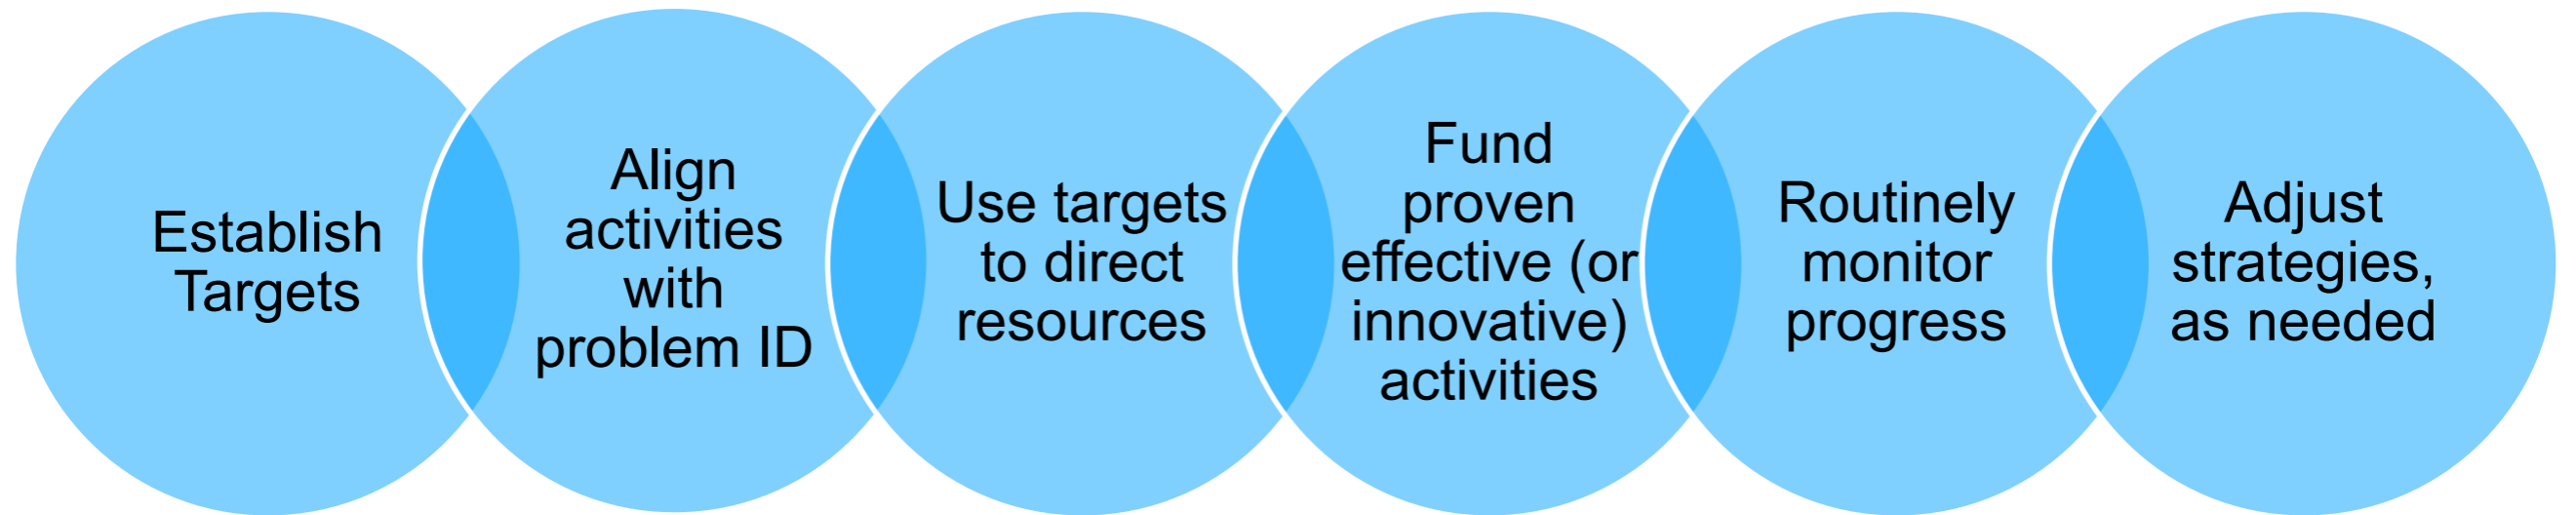 Establish
Targets
Align
activities
with
problem ID
Use targets
to direct
resources
Fund
proven
effective (or
innovative)
activities
Routinely
monitor
progress
Adjust
strategies,
as needed